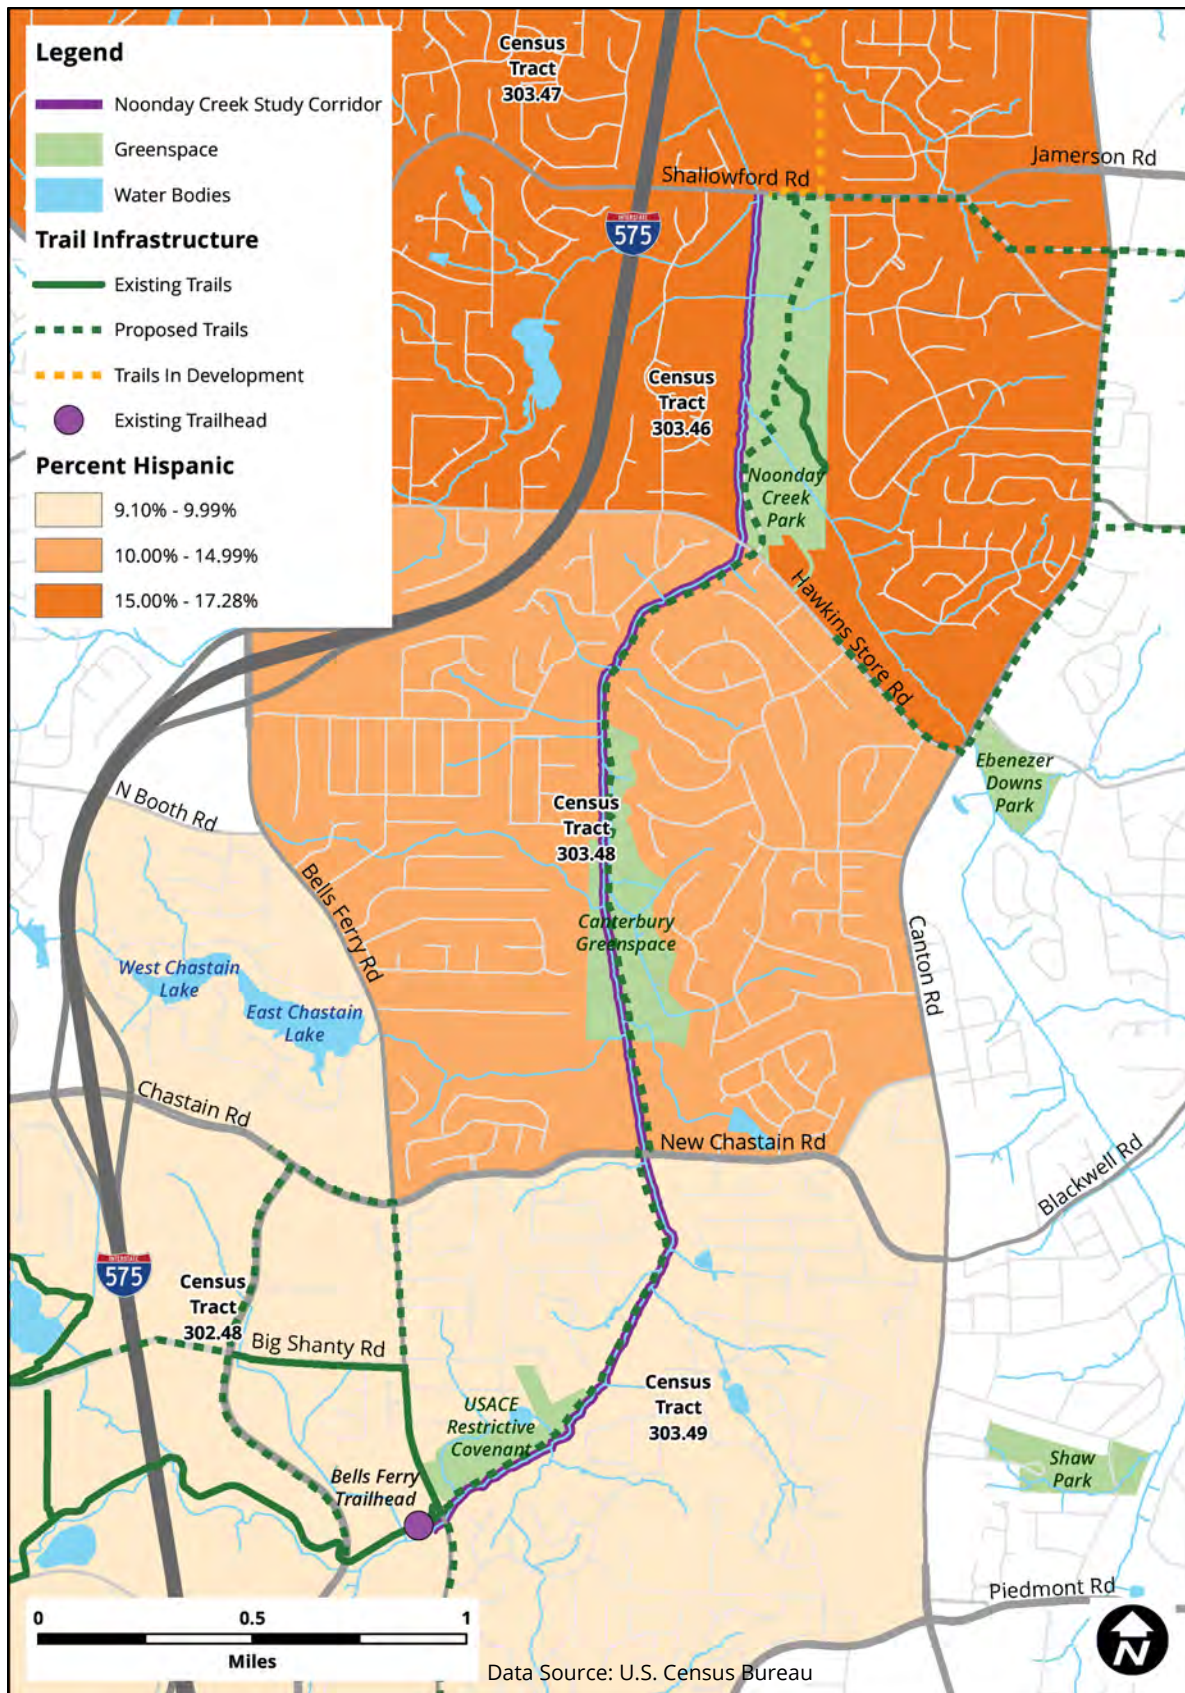 Legend
Noonday Creek Study Corridor
Greenspace
Water Bodies
Trail Infrastructure
Existing Trails
Proposed Trails
Trails In Development
Existing Trailhead
Percent Hispanic
9.10% - 9.99%
10.00% - 14.99%
15.00% - 17.28%
Census
Tract
303.47
Jamerson Rd
Shallowford Rd
INTERSTATE
575
Census
Tract
303.46
Noonday
Creek
Park
Hawkins Store Rd
Ebenezer
Downs
Park
N Booth Rd
Census
Tract
303.48
Bells Ferry Rd
Canterbury
Greenspace
Canton Rd
West Chastain
Lake
East Chastain
Lake
Chastain Rd
New Chastain Rd
Blackwell Rd
INTERSTATE
575
Census
Tract
302.48
Big Shanty Rd
Census
Tract
303.49
USACE
Restrictive
Covenant
Shaw
Park
Bells Ferry
Trailhead
Piedmont Rd
0 0.5 1
Miles
N
Data Source: U.S. Census Bureau